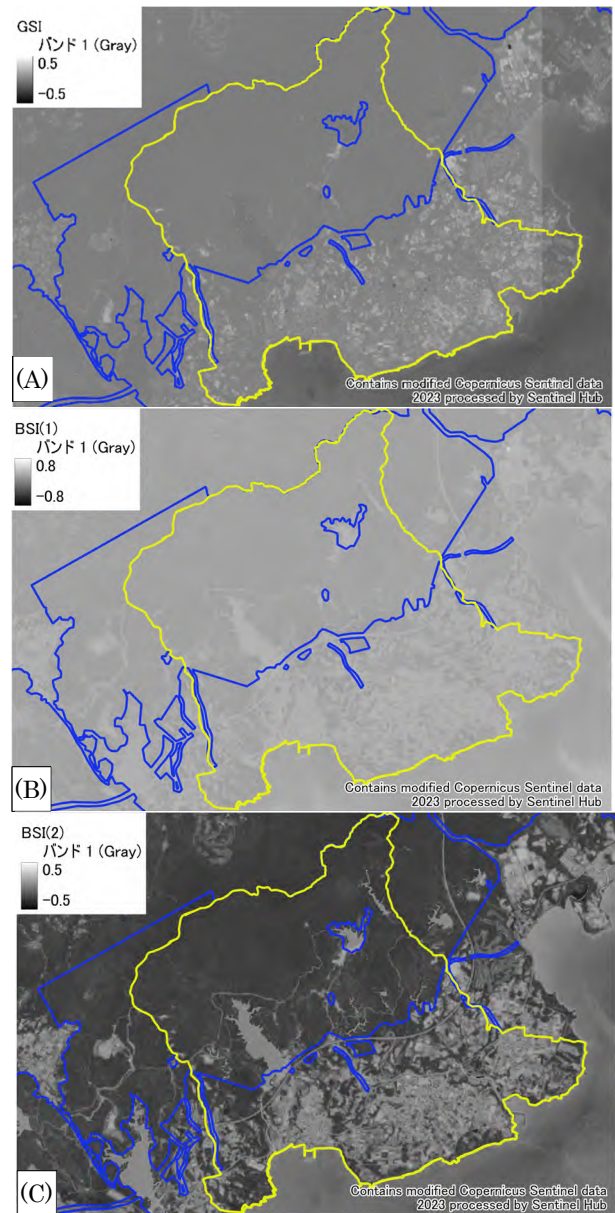 GSI
バンド 1 (Gray)
0.5
-0.5
(A)
Contains modified Copernicus Sentinel data
2023 processed by Sentinel Hub
BSI(1)
バンド 1 (Gray)
0.8
-0.8
(B)
Contains modified Copernicus Sentinel data
2023 processed by Sentinel Hub
BSI(2)
バンド 1 (Gray)
0.5
-0.5
(C)
Contains modified Copernicus Sentinel data
2023 processed by Sentinel Hub